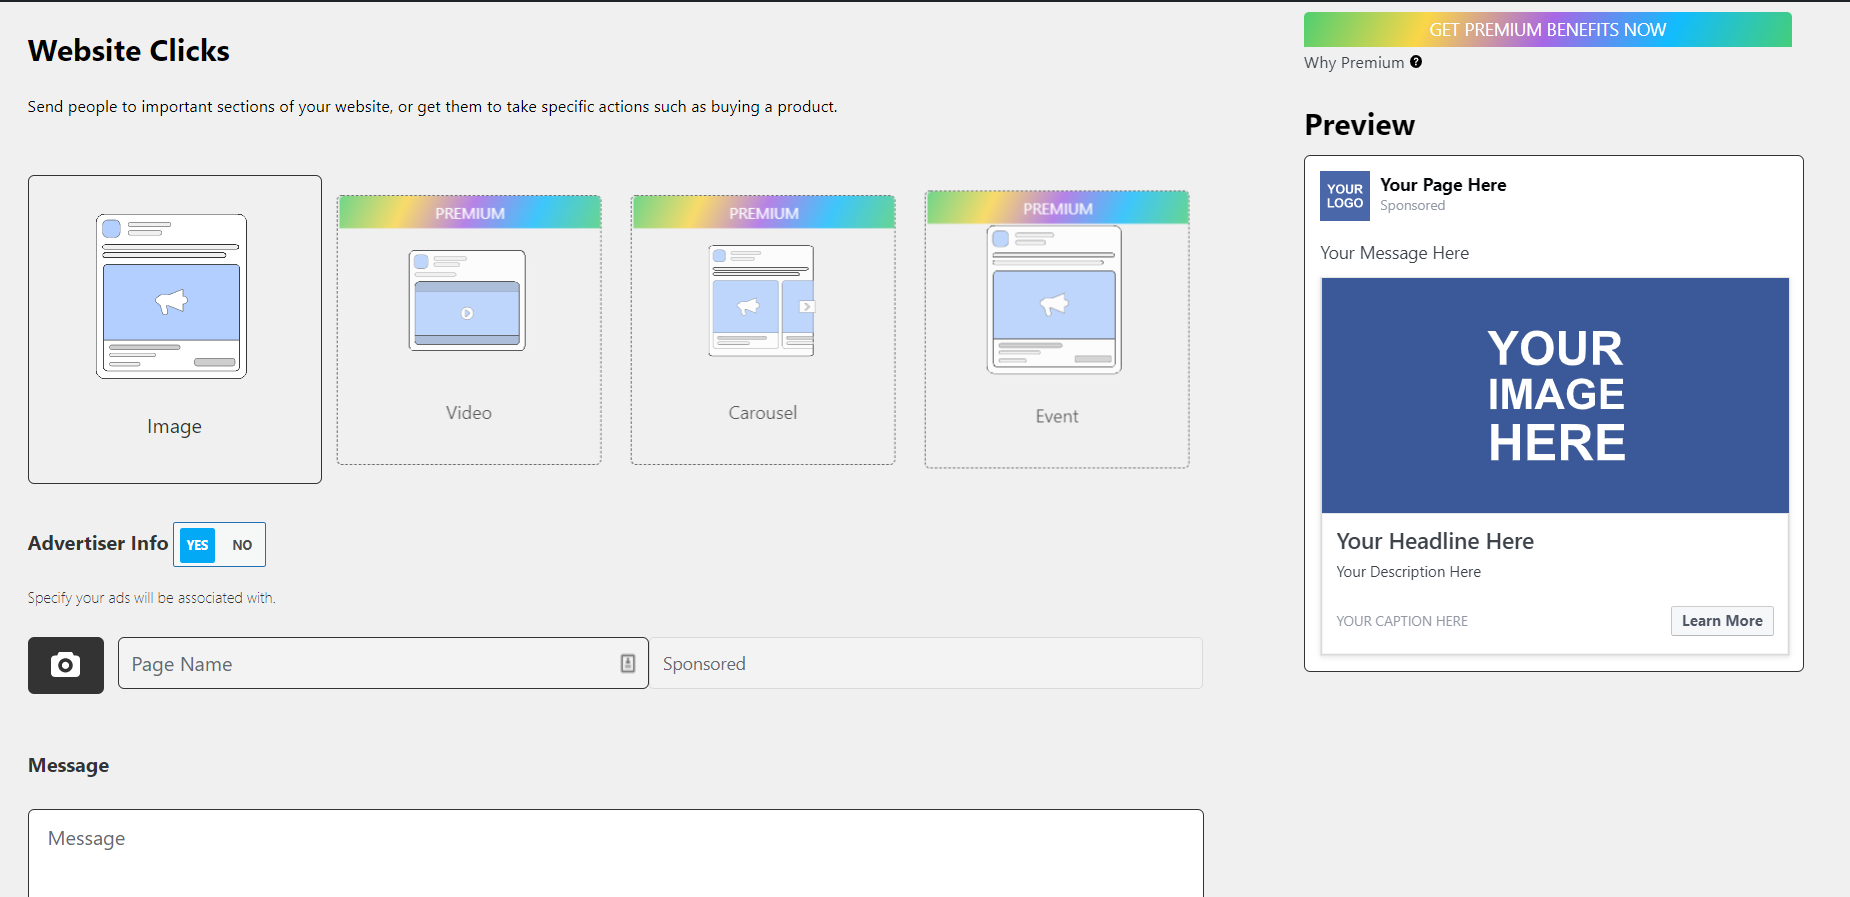 Website Clicks
Send people to important sections of your website, or get them to take specific actions such as buying a product.
PREMIUM
PREMIUM
PREMIUM
Image
Video
Carousel
Event
Advertiser Info YES NO
Specify your ads will be associated with.
Page Name Sponsored
Message
Message
GET PREMIUM BENEFITS NOW
Why Premium ?
Preview
YOUR
LOGO
Your Page Here
Sponsored
Your Message Here
YOUR
IMAGE
HERE
Your Headline Here
Your Description Here
YOUR CAPTION HERE Learn More